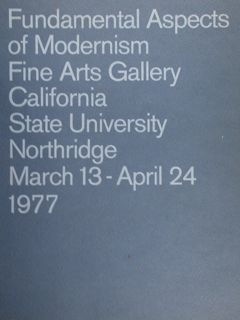 Fundamental Aspects
of Modernism
Fine Arts Gallery
California
State University
Northridge
March 13 - April 24
1977